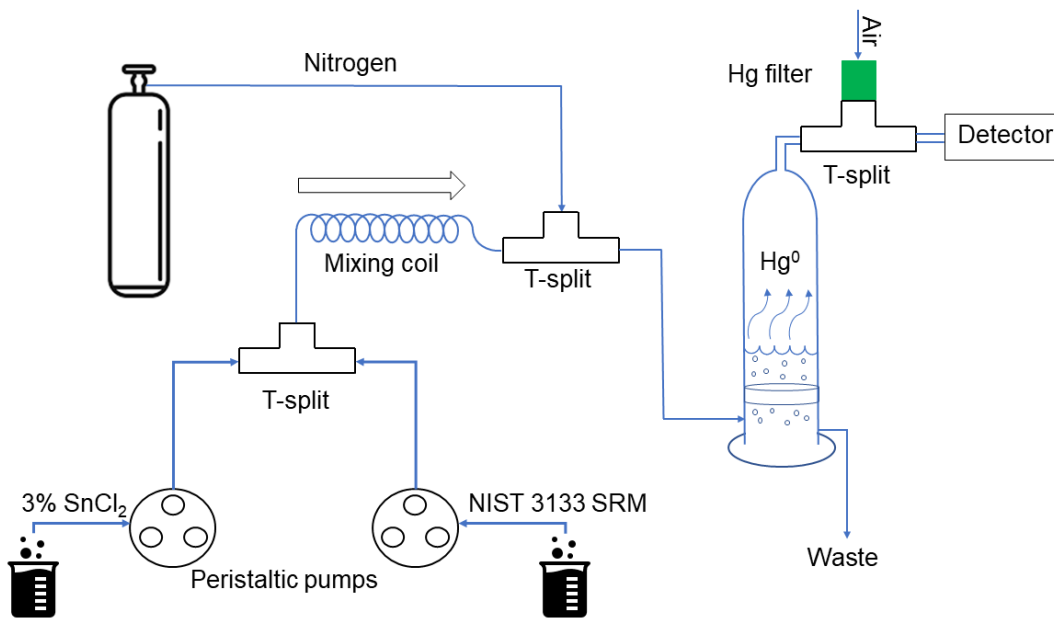 Air
Nitrogen
Hg filter
Detector
T-split
Mixing coil
T-split
Hg⁰
T-split
3% SnCl₂
NIST 3133 SRM
Peristaltic pumps
Waste